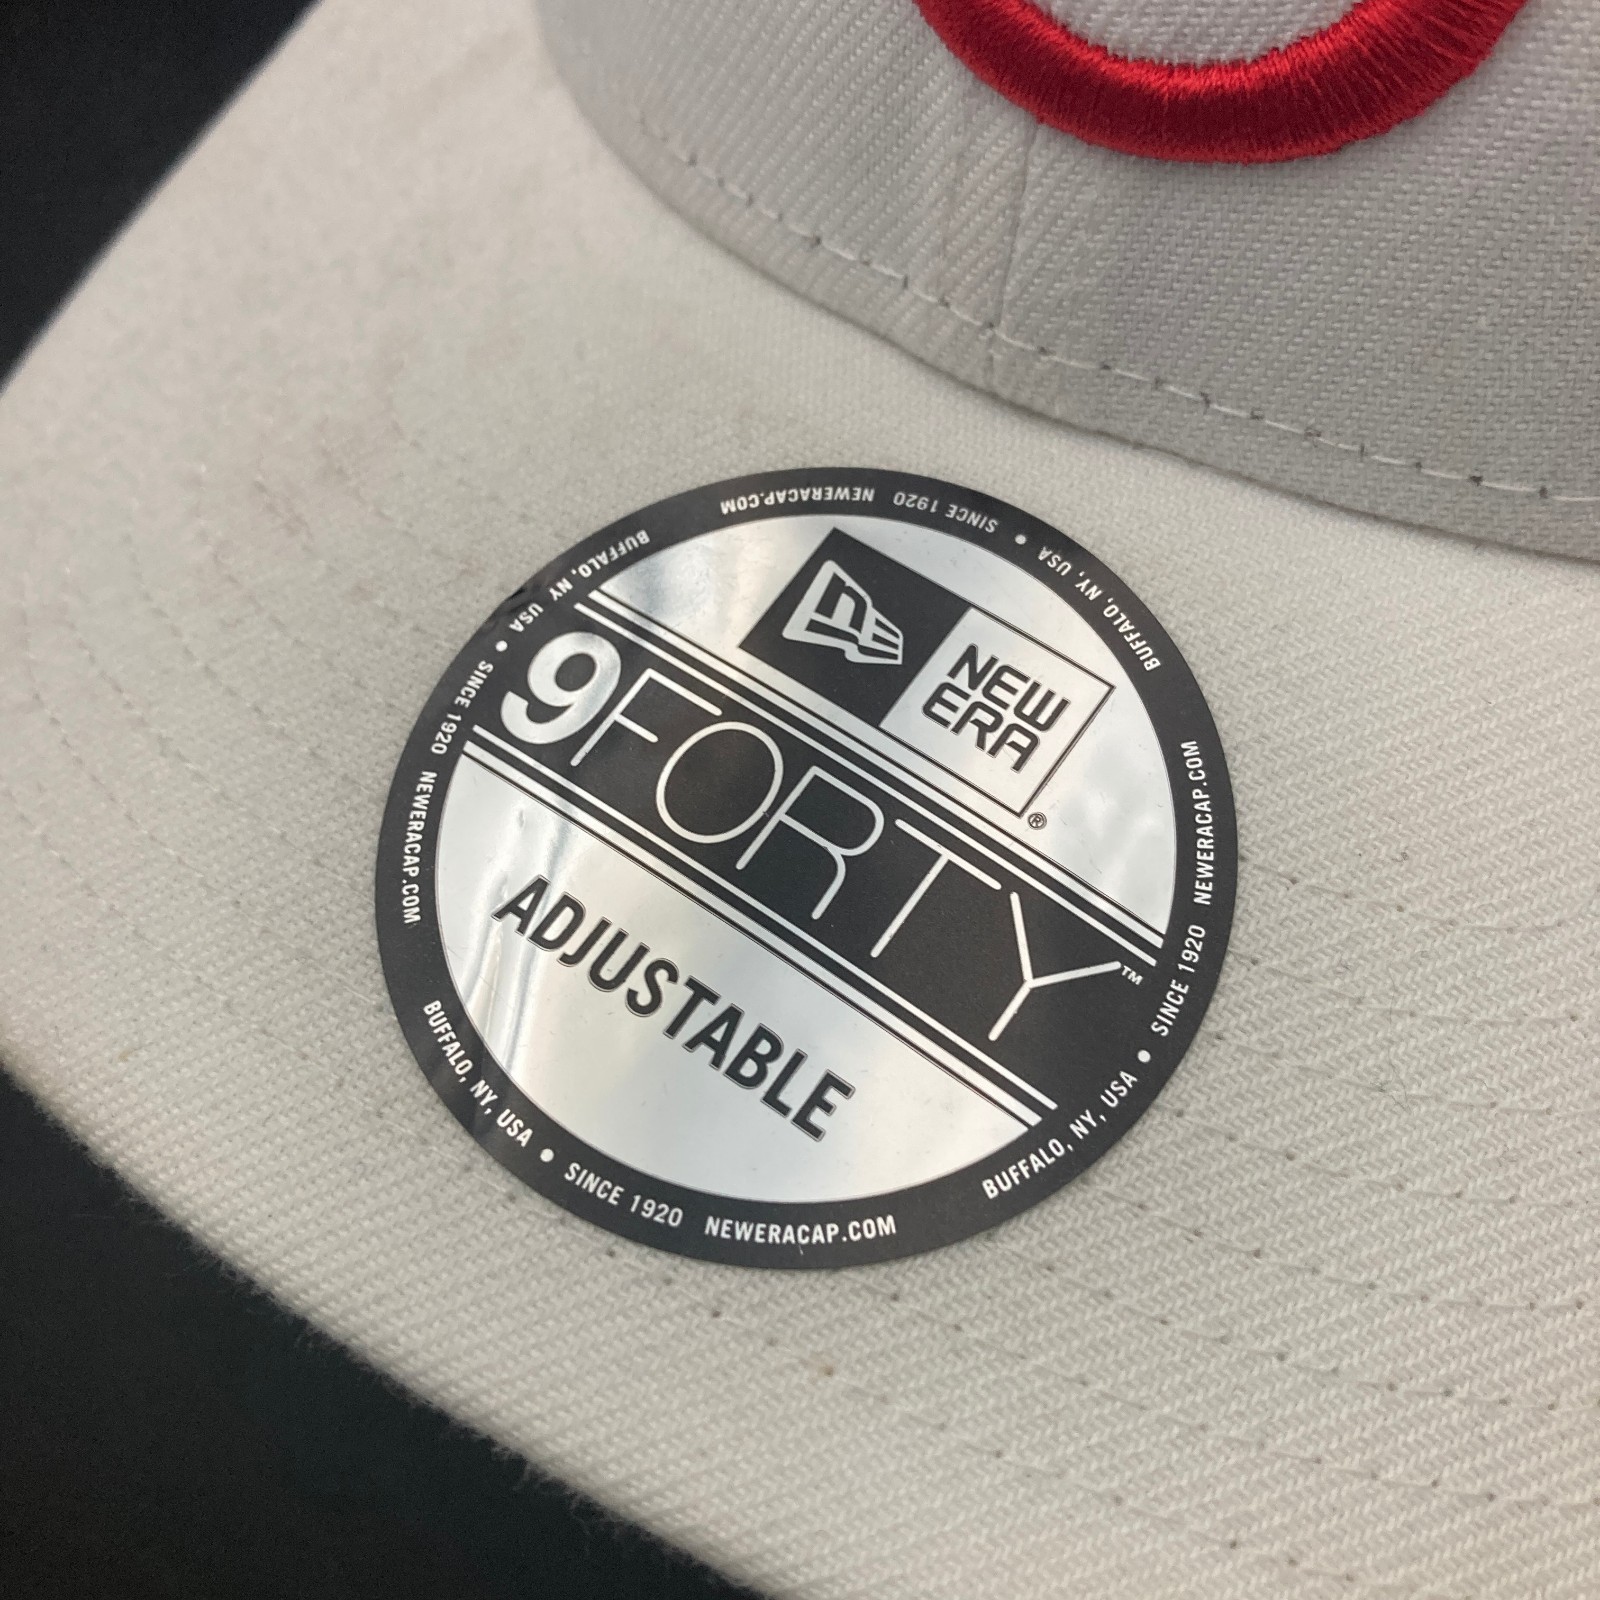 NEW
ERA
®
9FORTY™
ADJUSTABLE
BUFFALO, NY, USA • SINCE 1920 NEWERACAP.COM
BUFFALO, NY, USA • SINCE 1920 NEWERACAP.COM
BUFFALO, NY, USA • SINCE 1920 NEWERACAP.COM
BUFFALO, NY, USA • SINCE 1920 NEWERACAP.COM